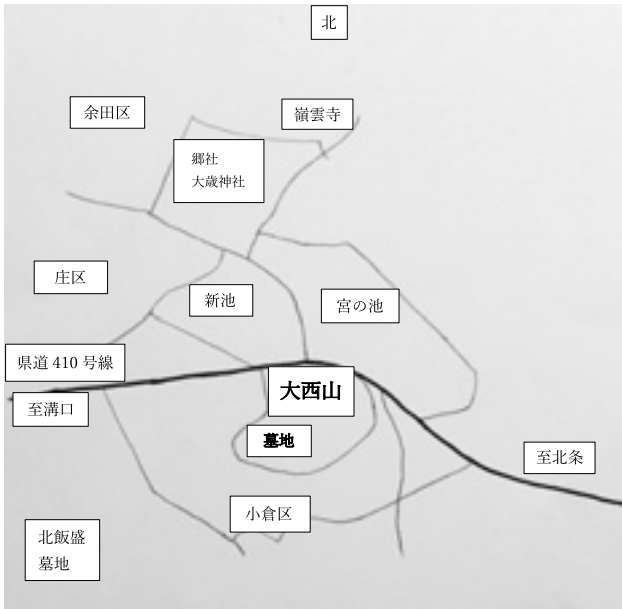 北
余田区
嶺雲寺
郷社
大歳神社
庄区
新池
宮の池
県道 410 号線
大西山
至溝口
墓地
至北条
小倉区
北飯盛
墓地